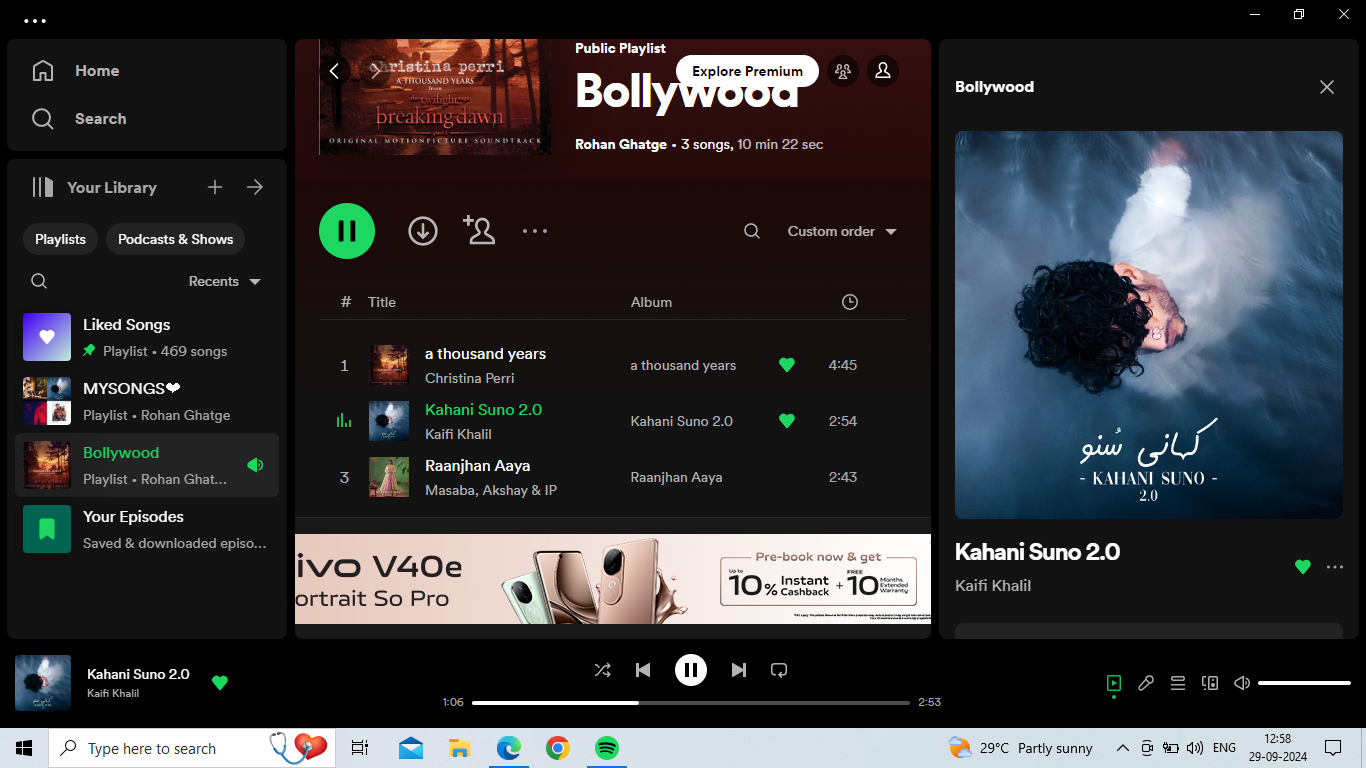 Home
Search
Your Library
Playlists
Podcasts & Shows
Recents
Liked Songs
Playlist • 469 songs
MYSONGS❤
Playlist • Rohan Ghatge
Bollywood
Playlist • Rohan Ghat...
Your Episodes
Saved & downloaded episo...
christina perri
A THOUSAND YEARS
from
the twilight saga
breaking dawn
part 1
ORIGINAL MOTION PICTURE SOUNDTRACK
Public Playlist
Explore Premium
Bollywood
Rohan Ghatge • 3 songs, 10 min 22 sec
Custom order
# Title Album
1 a thousand years a thousand years 4:45
Christina Perri
Kahani Suno 2.0 Kahani Suno 2.0 2:54
Kaifi Khalil
3 Raanjhan Aaya Raanjhan Aaya 2:43
Masaba, Akshay & IP
ivo V40e
ortrait So Pro
Pre-book now & get
Up to 10% Instant Cashback + FREE 10 Months Extended Warranty
Bollywood
کہانی سُنو
- KAHANI SUNO -
2.0
Kahani Suno 2.0
Kaifi Khalil
Kahani Suno 2.0
Kaifi Khalil
1:06
2:53
Type here to search
29°C Partly sunny
ENG
12:58
29-09-2024